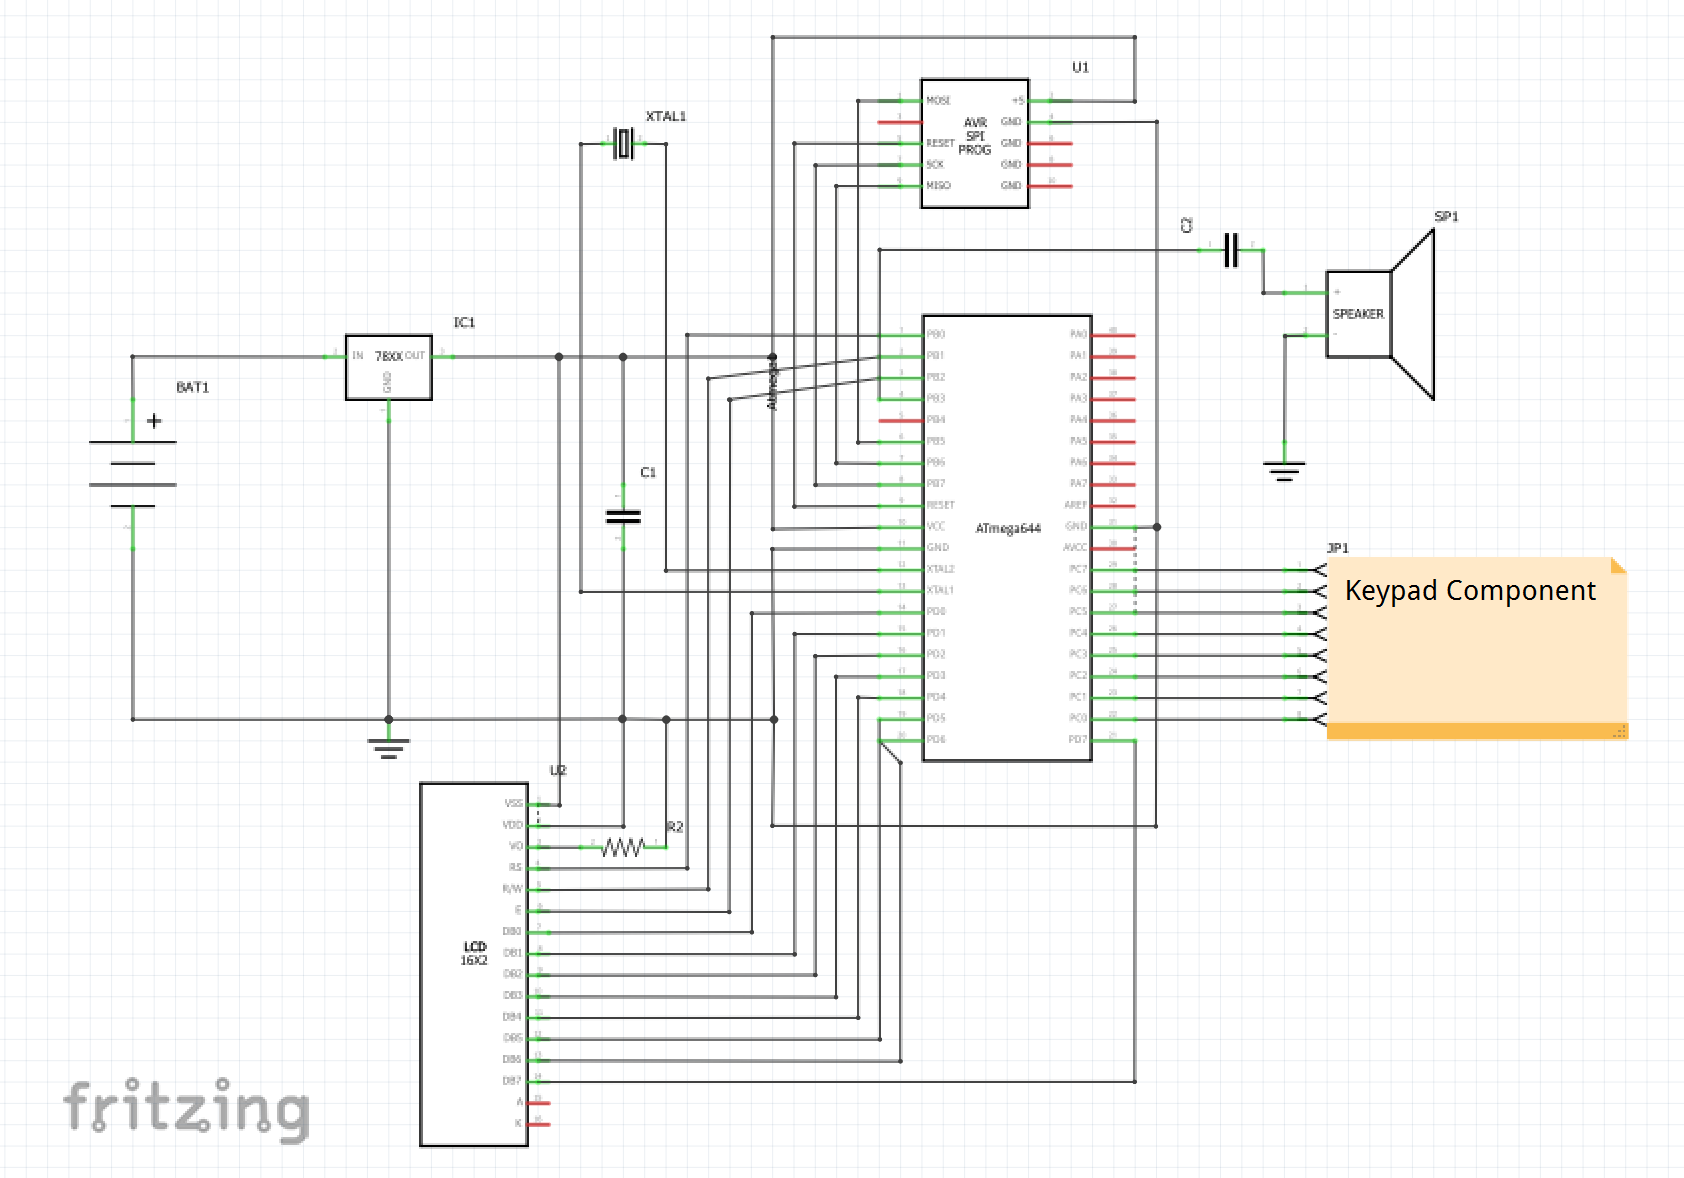 U1
MOSI
+5
AVR
SPI
PROG
GND
RESET
GND
SCK
GND
MISO
GND
XTAL1
C2
SP1
+
SPEAKER
-
IC1
IN
78XX
OUT
GND
BAT1
+
C1
ATmega644
PB0
PB1
PB2
PB3
PB4
PB5
PB6
PB7
RESET
VCC
GND
XTAL2
XTAL1
PD0
PD1
PD2
PD3
PD4
PD5
PD6
PA0
PA1
PA2
PA3
PA4
PA5
PA6
PA7
AREF
GND
AVCC
PC7
PC6
PC5
PC4
PC3
PC2
PC1
PC0
PD7
JP1
Keypad Component
U2
R2
VSS
VDD
VO
RS
R/W
E
DB0
DB1
DB2
DB3
DB4
DB5
DB6
DB7
A
K
LCD
16X2
fritzing